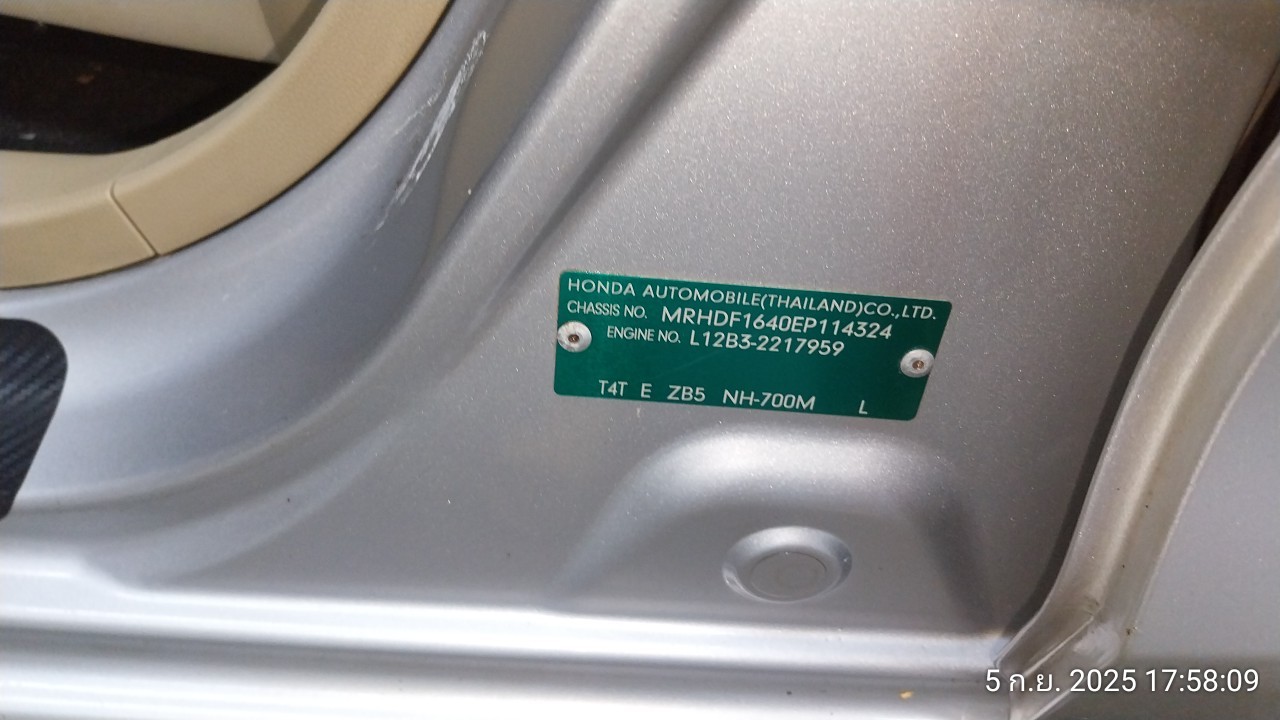 HONDA AUTOMOBILE(THAILAND)CO.,LTD.
CHASSIS NO. MRHDF1640EP114324
ENGINE NO. L12B3-2217959
T4T E ZB5 NH-700M L
5 ก.ย. 2025 17:58:09